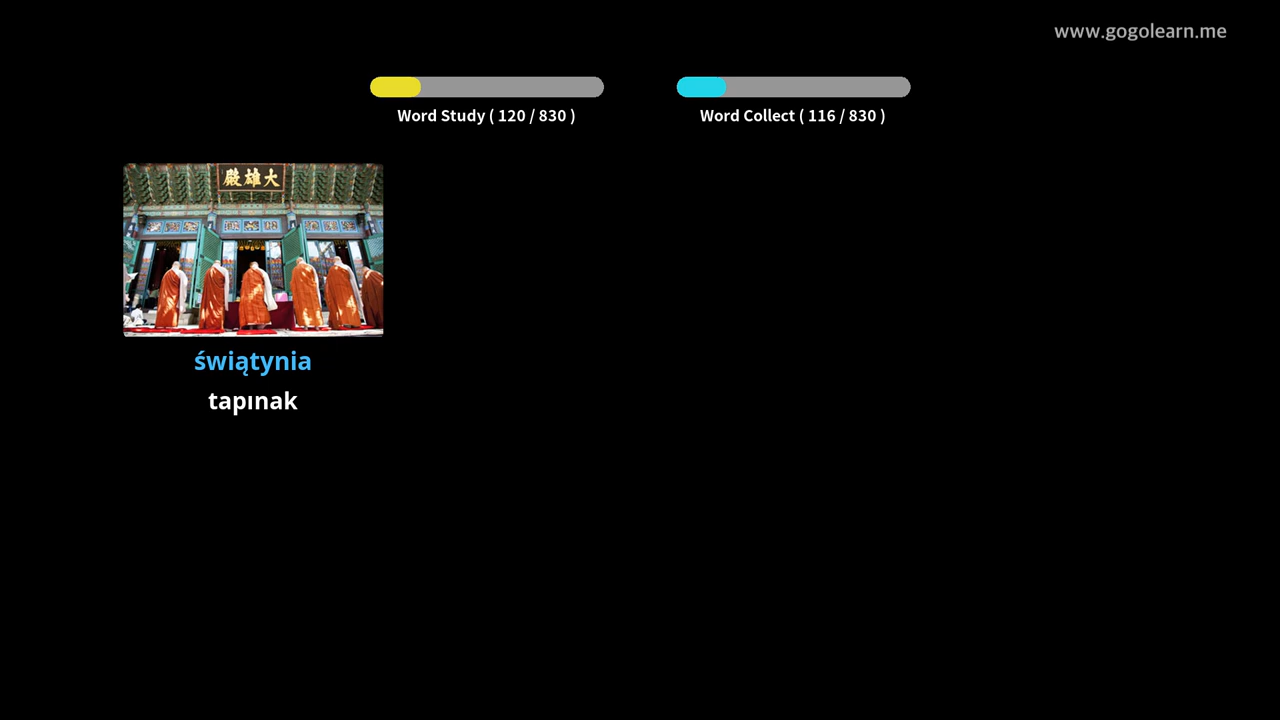 www.gogolearn.me
Word Study ( 120 / 830 )
Word Collect ( 116 / 830 )
殿雄大
świątynia
tapınak